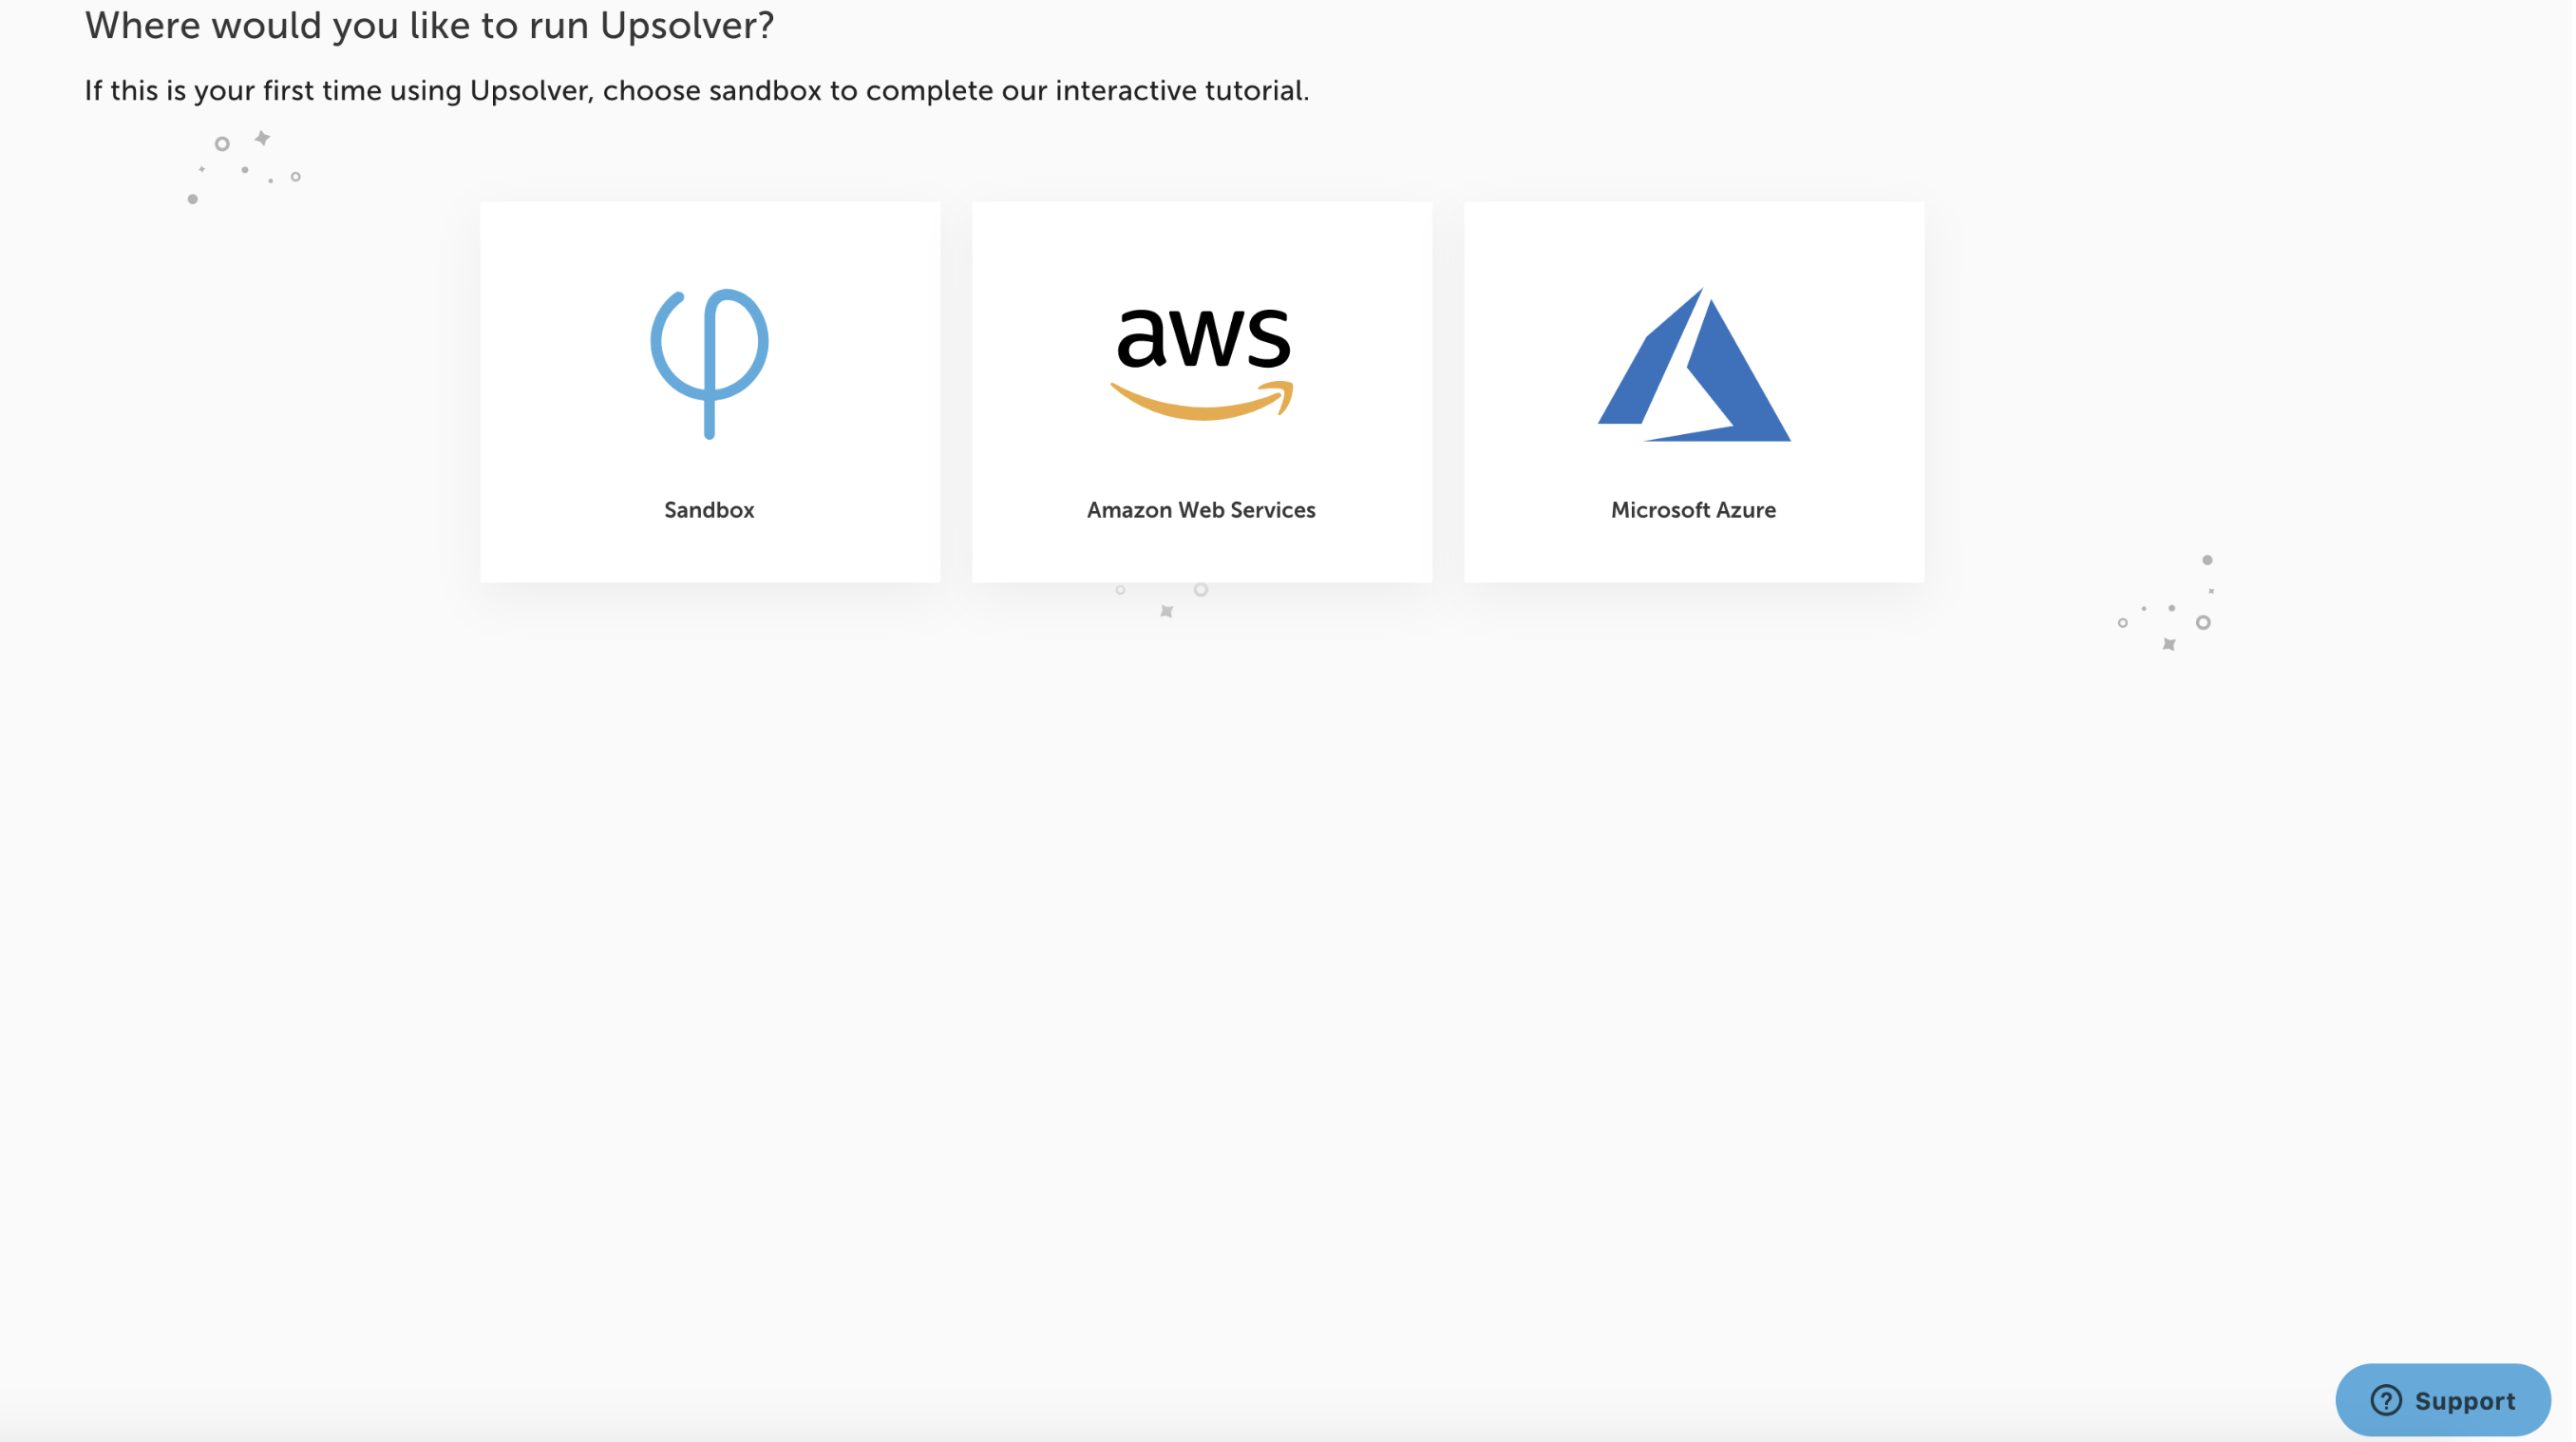 Where would you like to run Upsolver?
If this is your first time using Upsolver, choose sandbox to complete our interactive tutorial.
aws
Sandbox
Amazon Web Services
Microsoft Azure
? Support